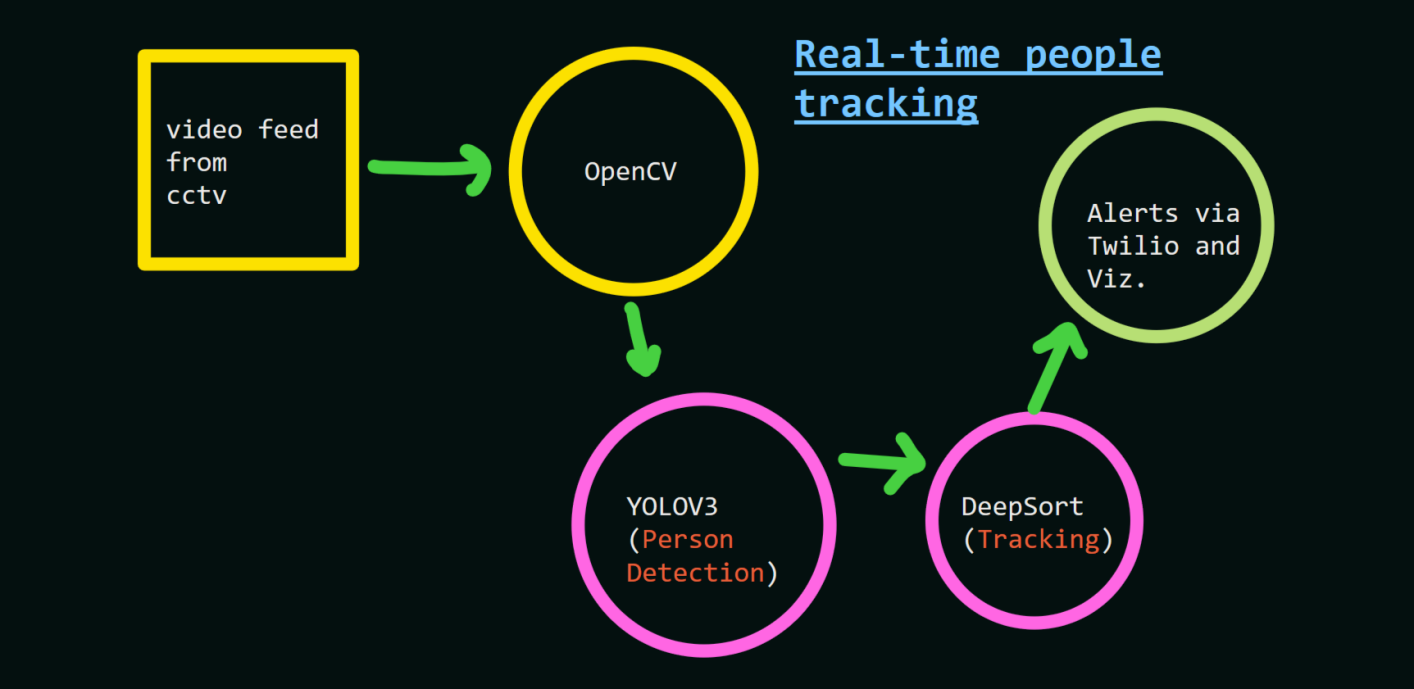 Real-time people
tracking
video feed
from
cctv
OpenCV
Alerts via
Twilio and
Viz.
YOLOV3
(Person
Detection)
DeepSort
(Tracking)